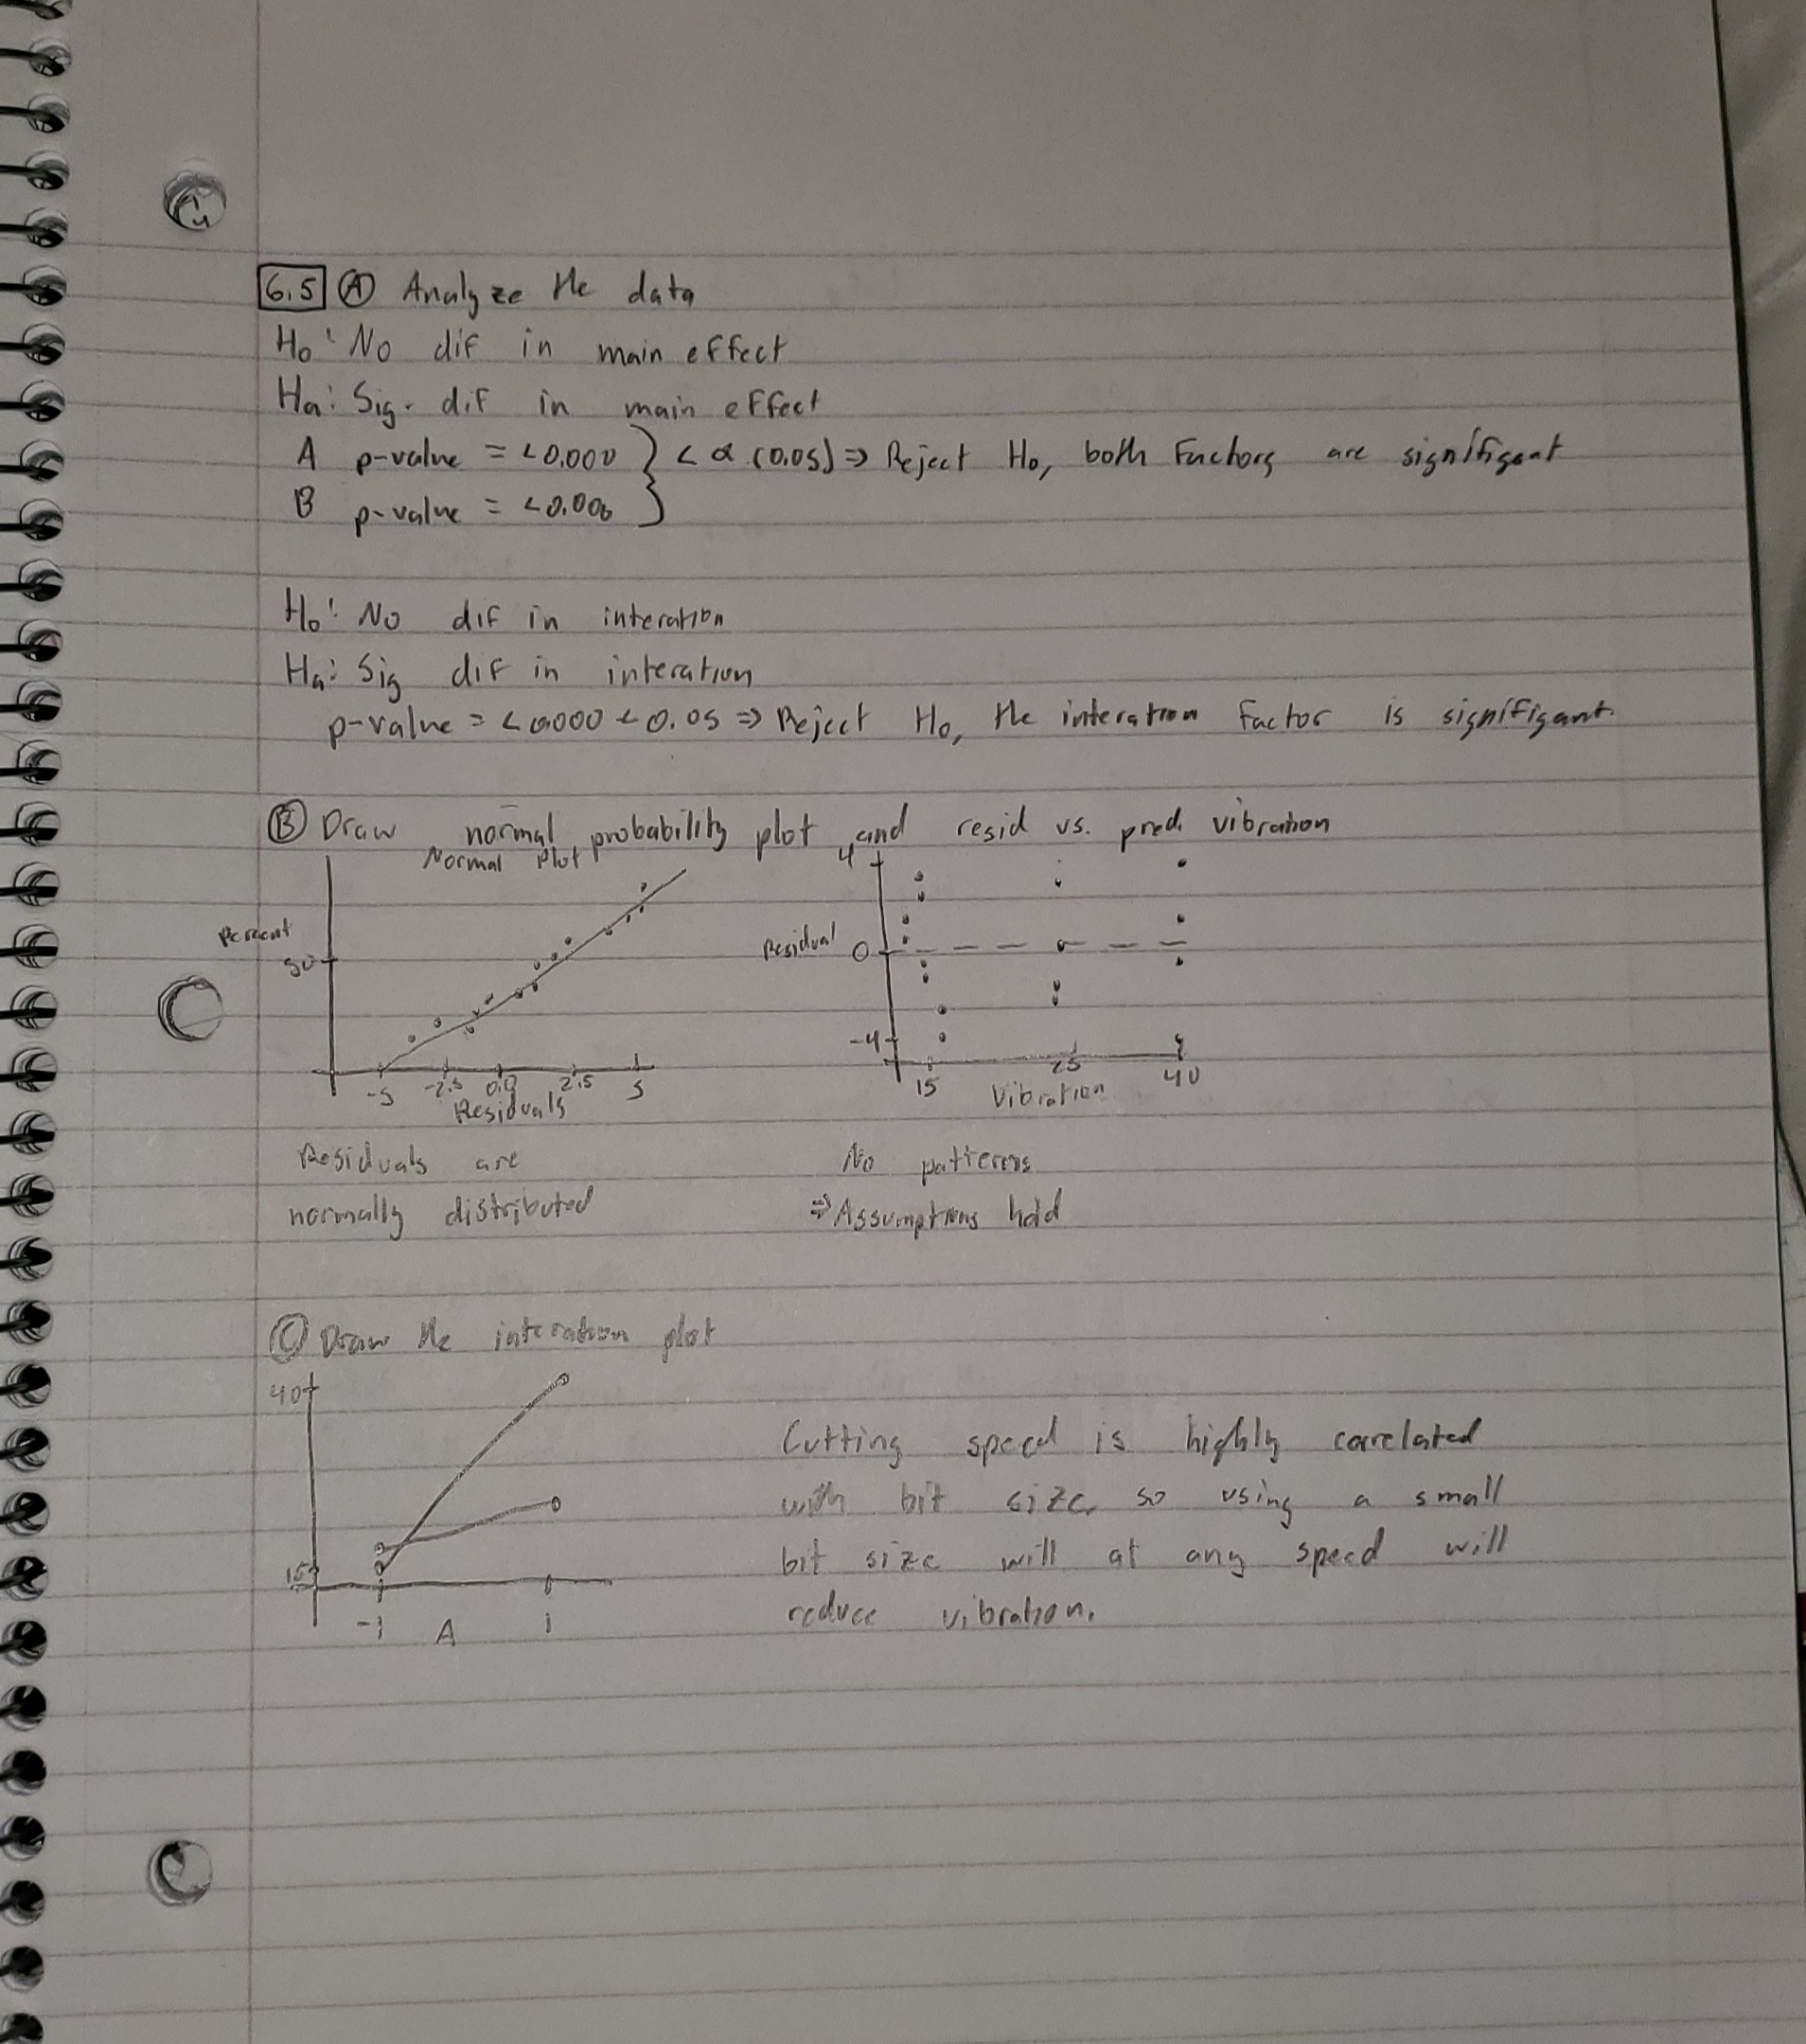 6.5 A Analyze the data
H0: No dif in main effect
Ha: Sig. dif in main effect
A p-value = <0.000 } < α (0.05) => Reject H0, both Factors are signifigant
B p-value = <0.000
H0: No dif in interation
Ha: Sig dif in interation
p-value = <0.000 < 0.05 => Reject H0, the interation Factor is signifigant.
B Draw normal probability plot and resid vs. pred. vibration
Normal Plot
Percent
50
-5 -2.5 0.0 2.5 5
Residuals
4
Residual 0
-4
15 25 40
Vibration
Residuals are
normally distributed
No patterns
=> Assumptions hold
C Draw the interation plot
40
15
-1 A 1
Cutting speed is highly correlated
with bit size, so using a small
bit size will at any speed will
reduce vibration.